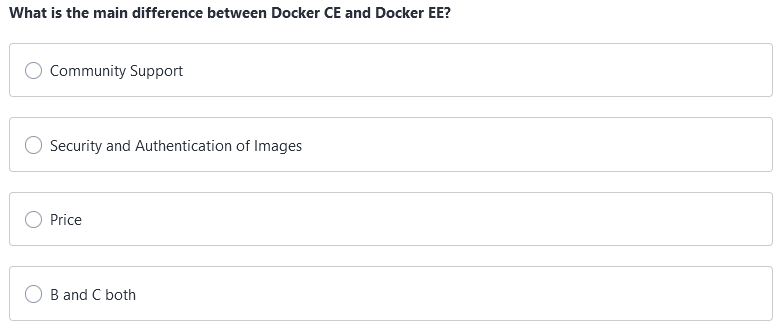 What is the main difference between Docker CE and Docker EE?
Community Support
Security and Authentication of Images
Price
B and C both